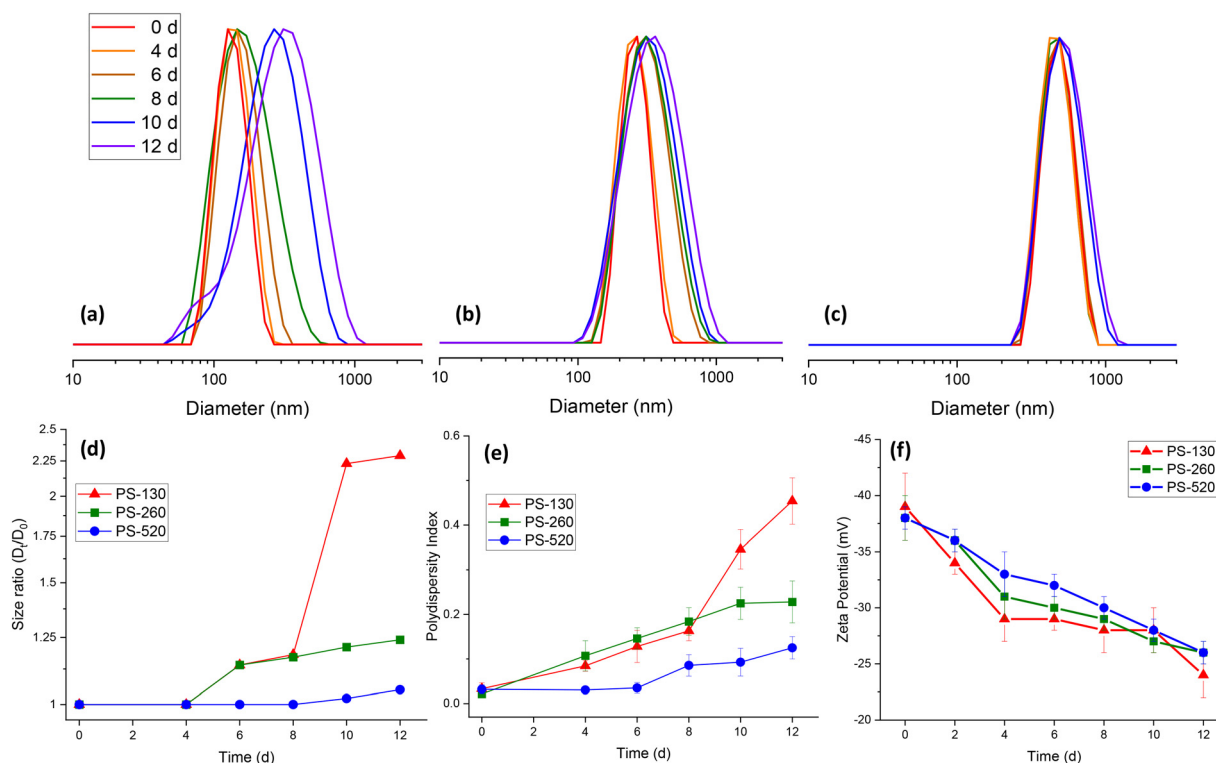 0 d
4 d
6 d
8 d
10 d
12 d
(a)
(b)
(c)
10 100 1000
10 100 1000
10 100 1000
Diameter (nm)
Diameter (nm)
Diameter (nm)
(d)
2.5
2.25
2
1.75
1.5
1.25
1
Size ratio (Dt/D0)
PS-130
PS-260
PS-520
0 2 4 6 8 10 12
Time (d)
(e)
0.6
0.4
0.2
0.0
Polydispersity Index
PS-130
PS-260
PS-520
0 2 4 6 8 10 12
Time (d)
(f)
-45
-40
-35
-30
-25
-20
Zeta Potential (mV)
PS-130
PS-260
PS-520
0 2 4 6 8 10 12
Time (d)